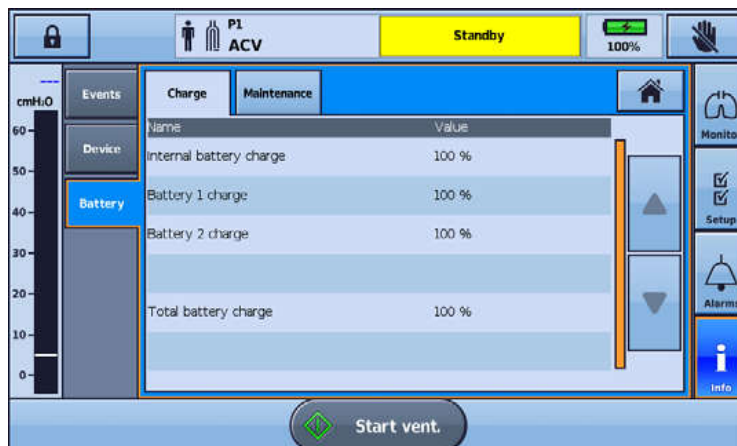 P1
ACV
Standby
100%
---
cmH₂O
60
50
40
30
20
10
0
Events
Device
Battery
Charge
Maintenance
Name Value
Internal battery charge 100 %
Battery 1 charge 100 %
Battery 2 charge 100 %
Total battery charge 100 %
Monitor
Setup
Alarms
Info
Start vent.